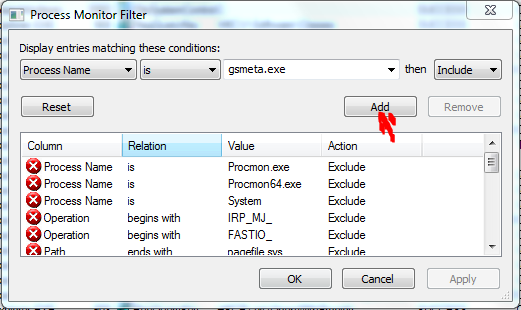 Process Monitor Filter
Display entries matching these conditions:
Process Name is gsmeta.exe then Include
Reset Add Remove
Column Relation Value Action
Process Name is Procmon.exe Exclude
Process Name is Procmon64.exe Exclude
Process Name is System Exclude
Operation begins with IRP_MJ_ Exclude
Operation begins with FASTIO_ Exclude
Path ends with pagefile.sys Exclude
OK Cancel Apply